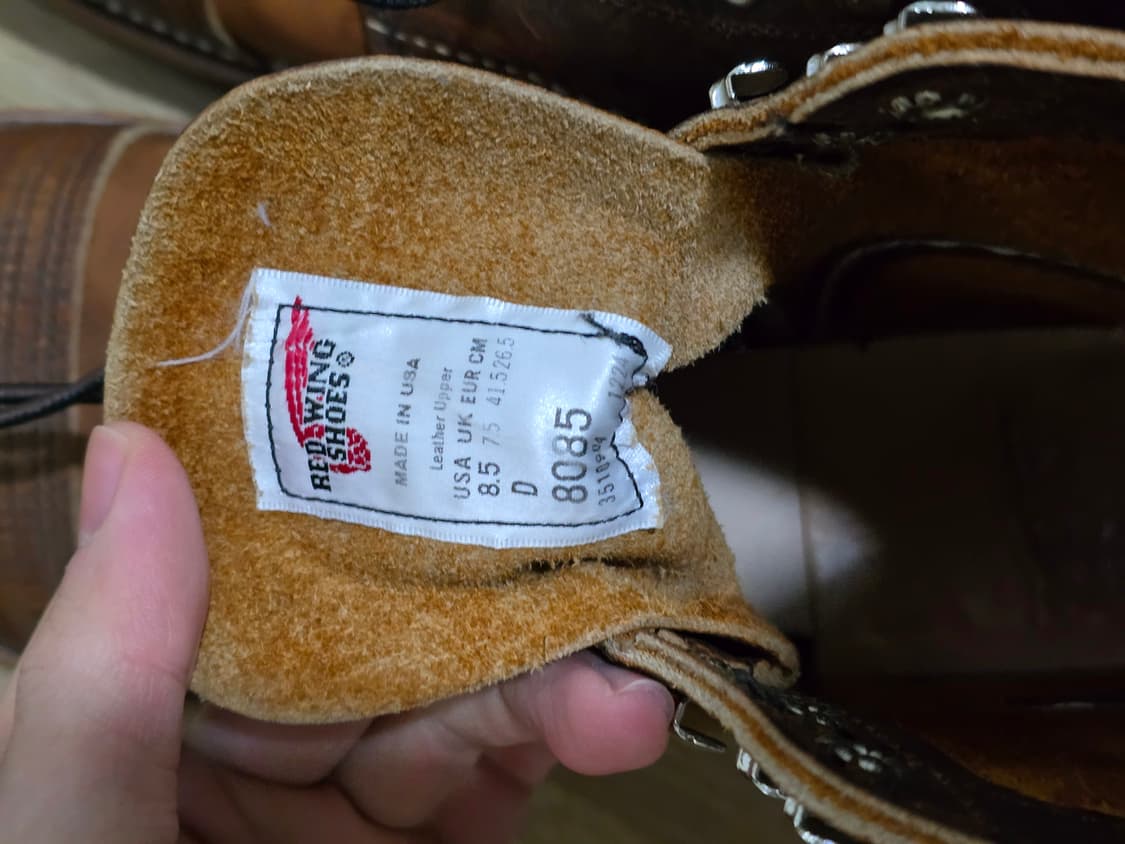 RED WING
SHOES
MADE IN USA
Leather Upper
USA UK EUR CM
8.5 7.5 41.5 26.5
D
8085